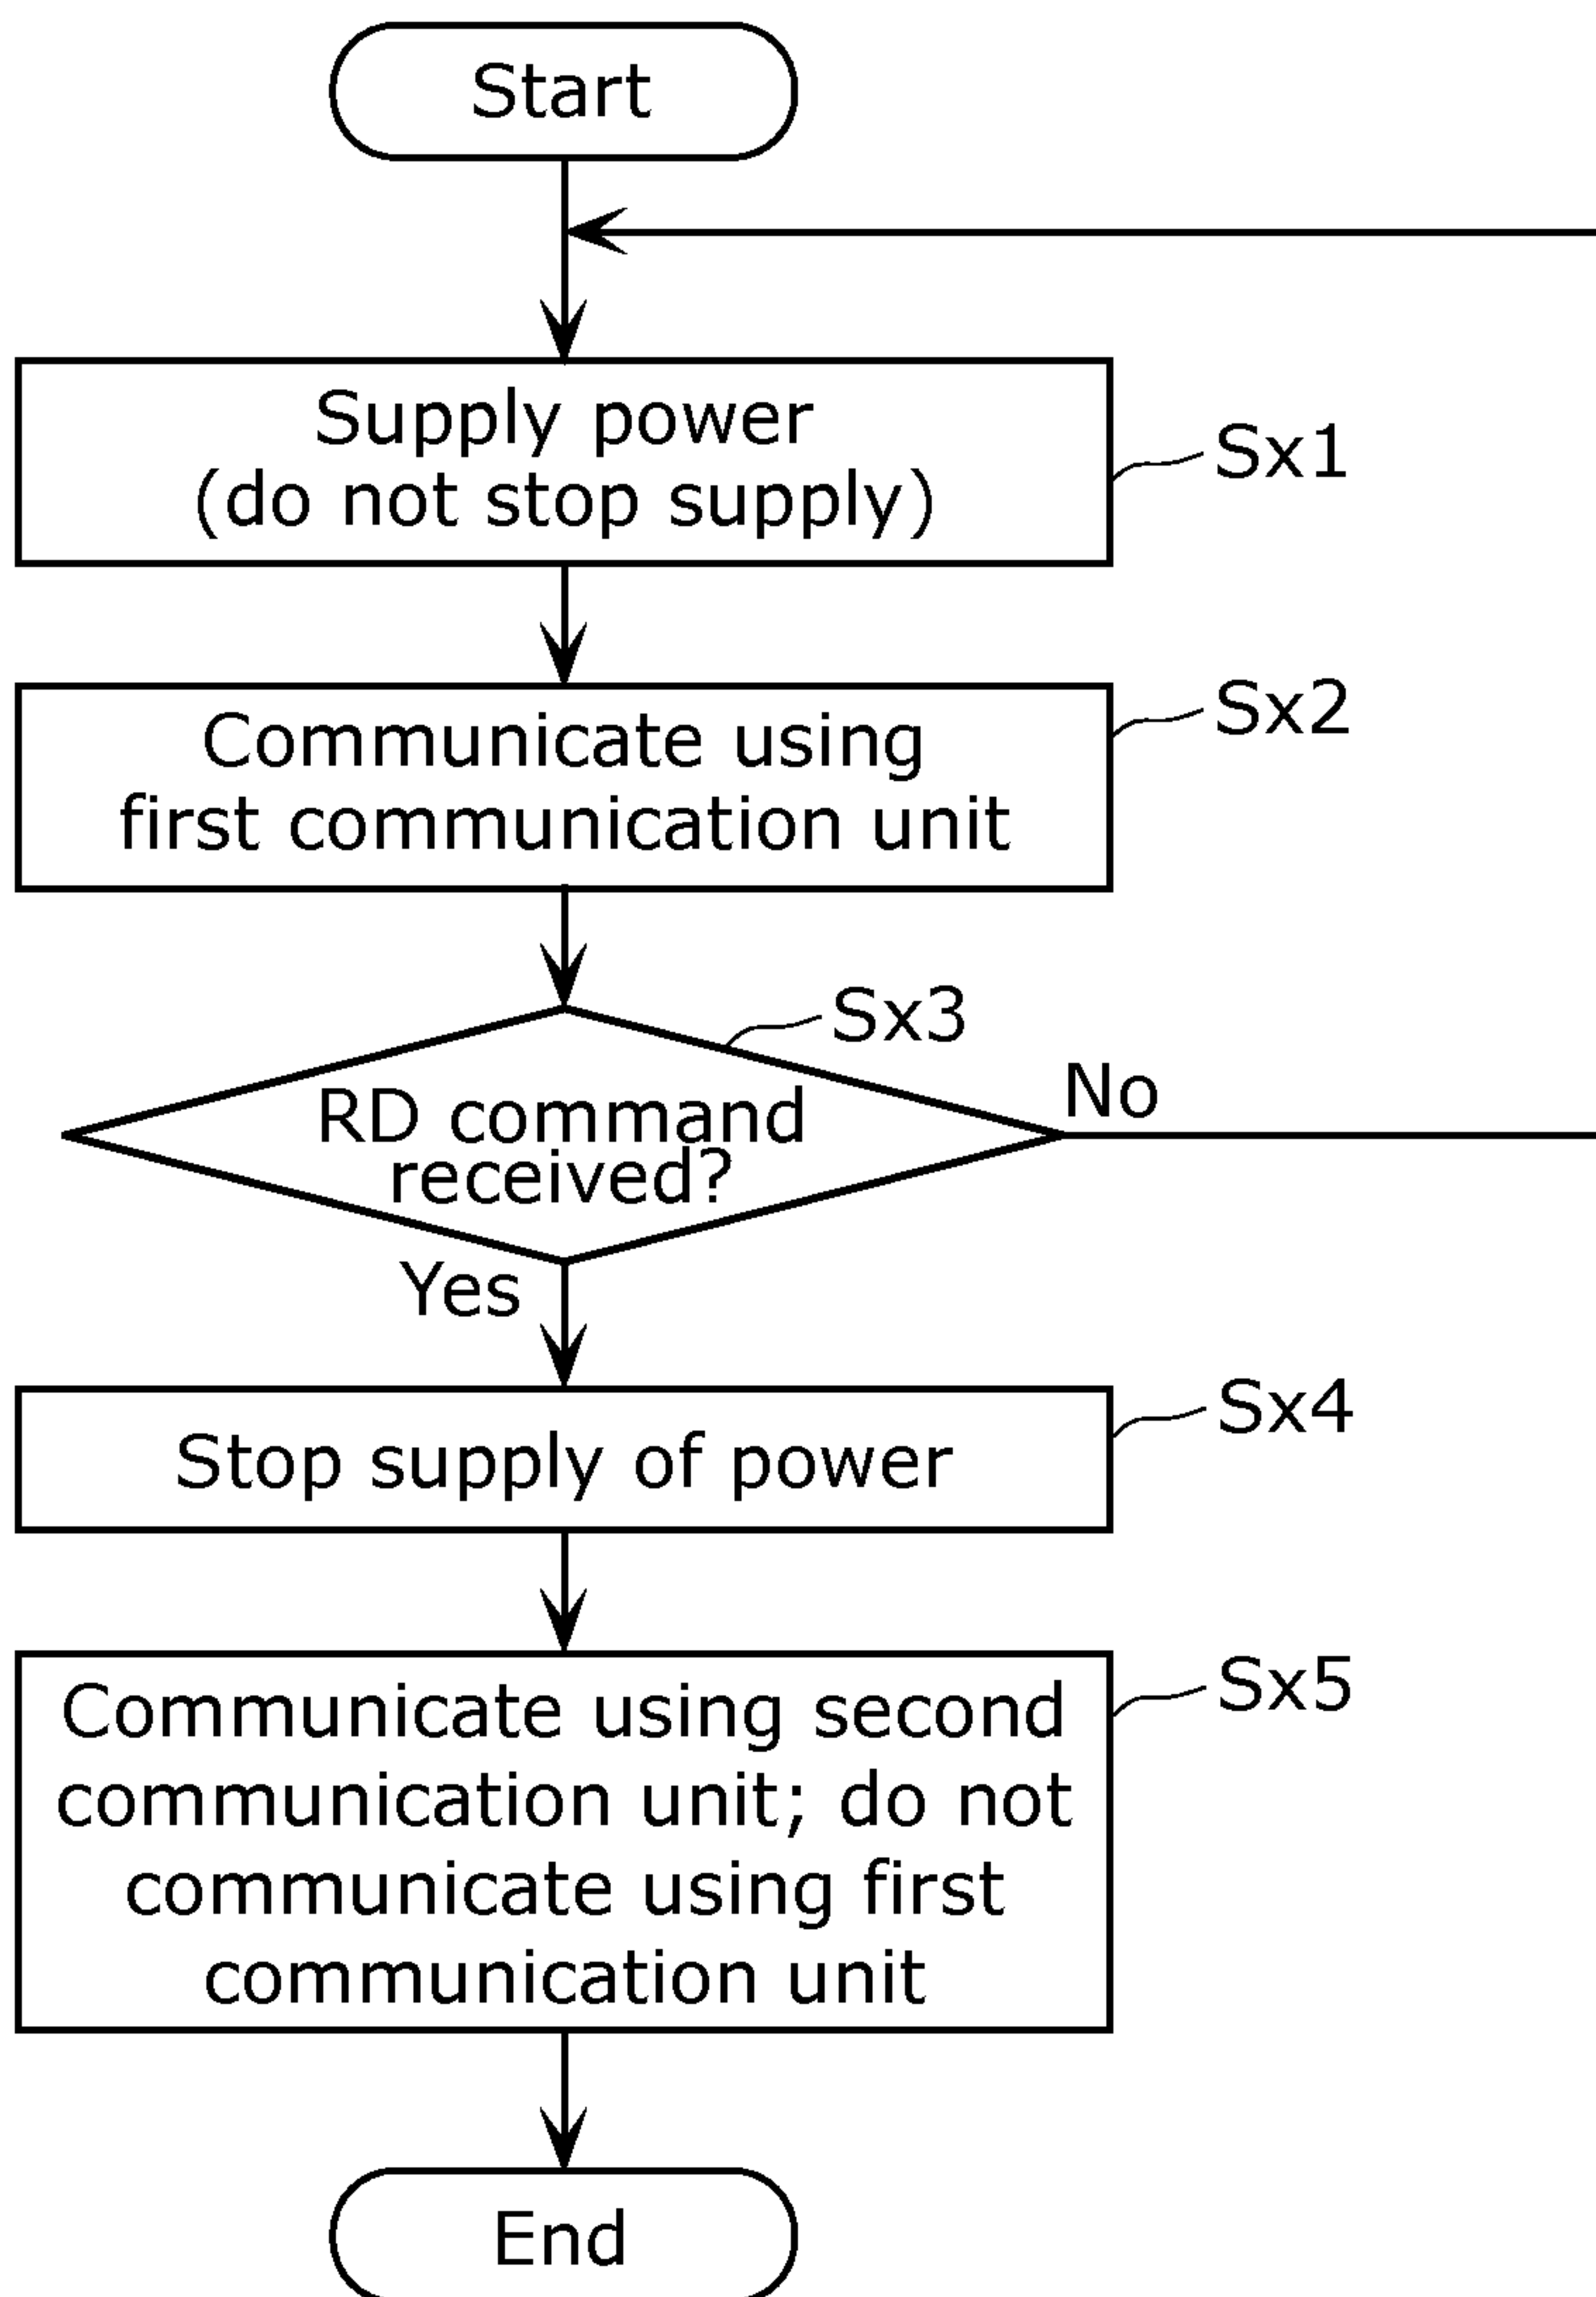 Start
Supply power
(do not stop supply)
Sx1
Communicate using
first communication unit
Sx2
Sx3
RD command
received?
No
Yes
Stop supply of power
Sx4
Communicate using second
communication unit; do not
communicate using first
communication unit
Sx5
End